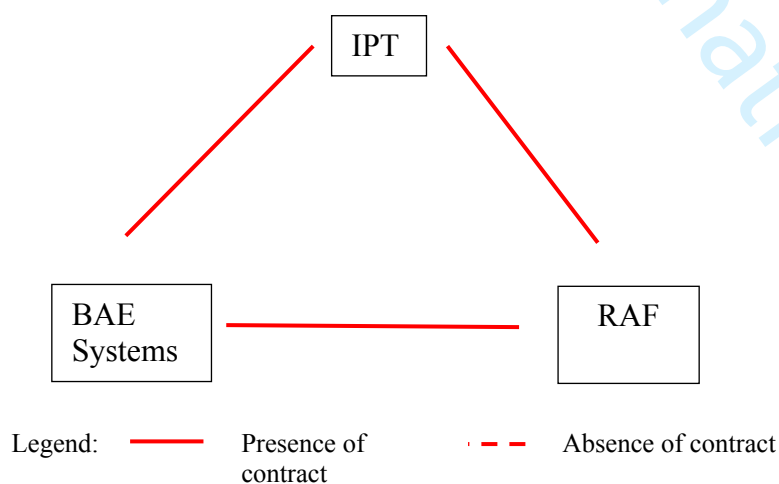 IPT
BAE
Systems
RAF
Legend:
Presence of
contract
Absence of contract